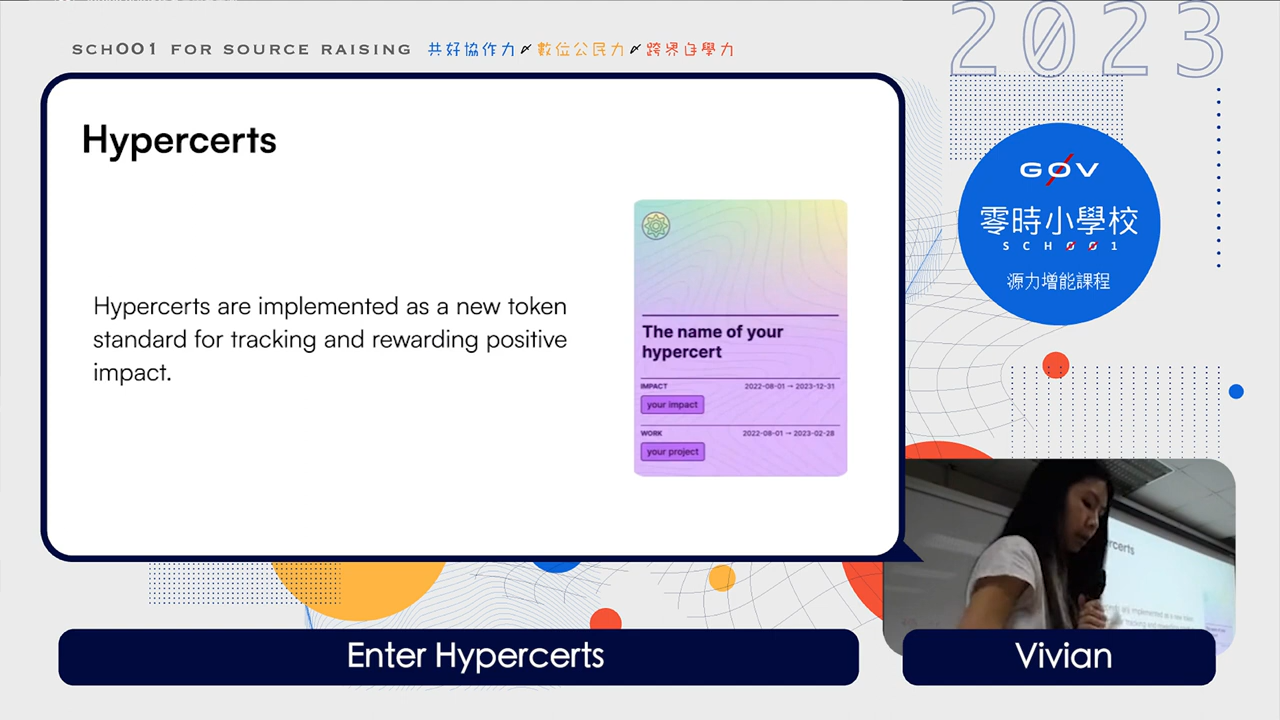 2023
SCHOO1 FOR SOURCE RAISING 共好協作力 〆 數位公民力 〆 跨界自學力
Hypercerts
Hypercerts are implemented as a new token
standard for tracking and rewarding positive
impact.
The name of your
hypercert
IMPACT 2022-08-01 → 2023-12-31
your impact
WORK 2022-08-01 → 2023-02-28
your project
GØV
零時小學校
SCHØØ1
源力增能課程
Enter Hypercerts
Vivian